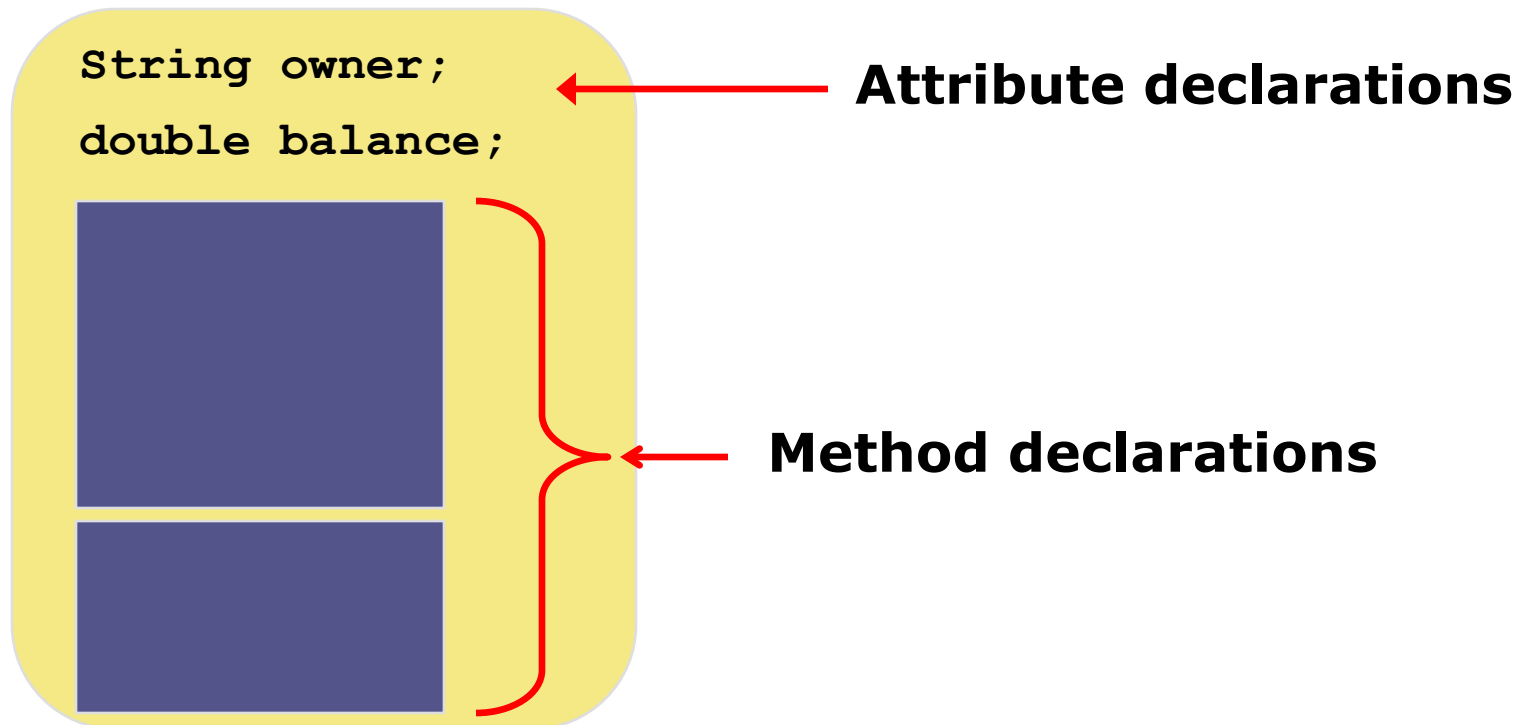 String owner;
Attribute declarations
double balance;
Method declarations